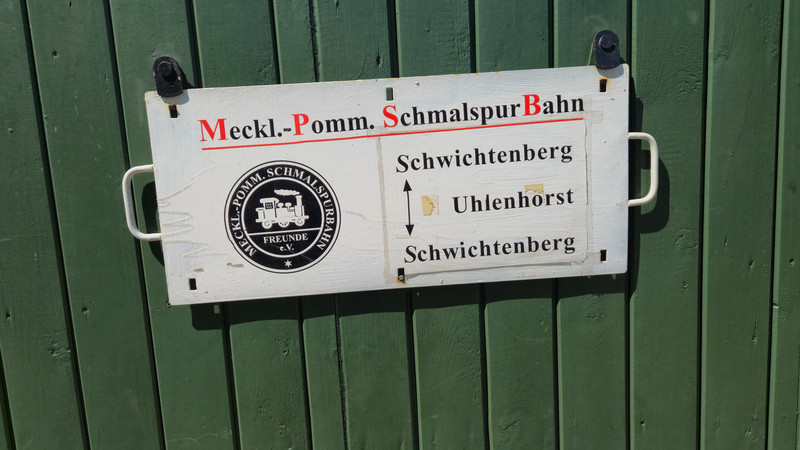 Meckl.-Pomm. SchmalspurBahn
MECKL.-POMM. SCHMALSPURBAHN
FREUNDE
e.V.
Schwichtenberg
Uhlenhorst
Schwichtenberg